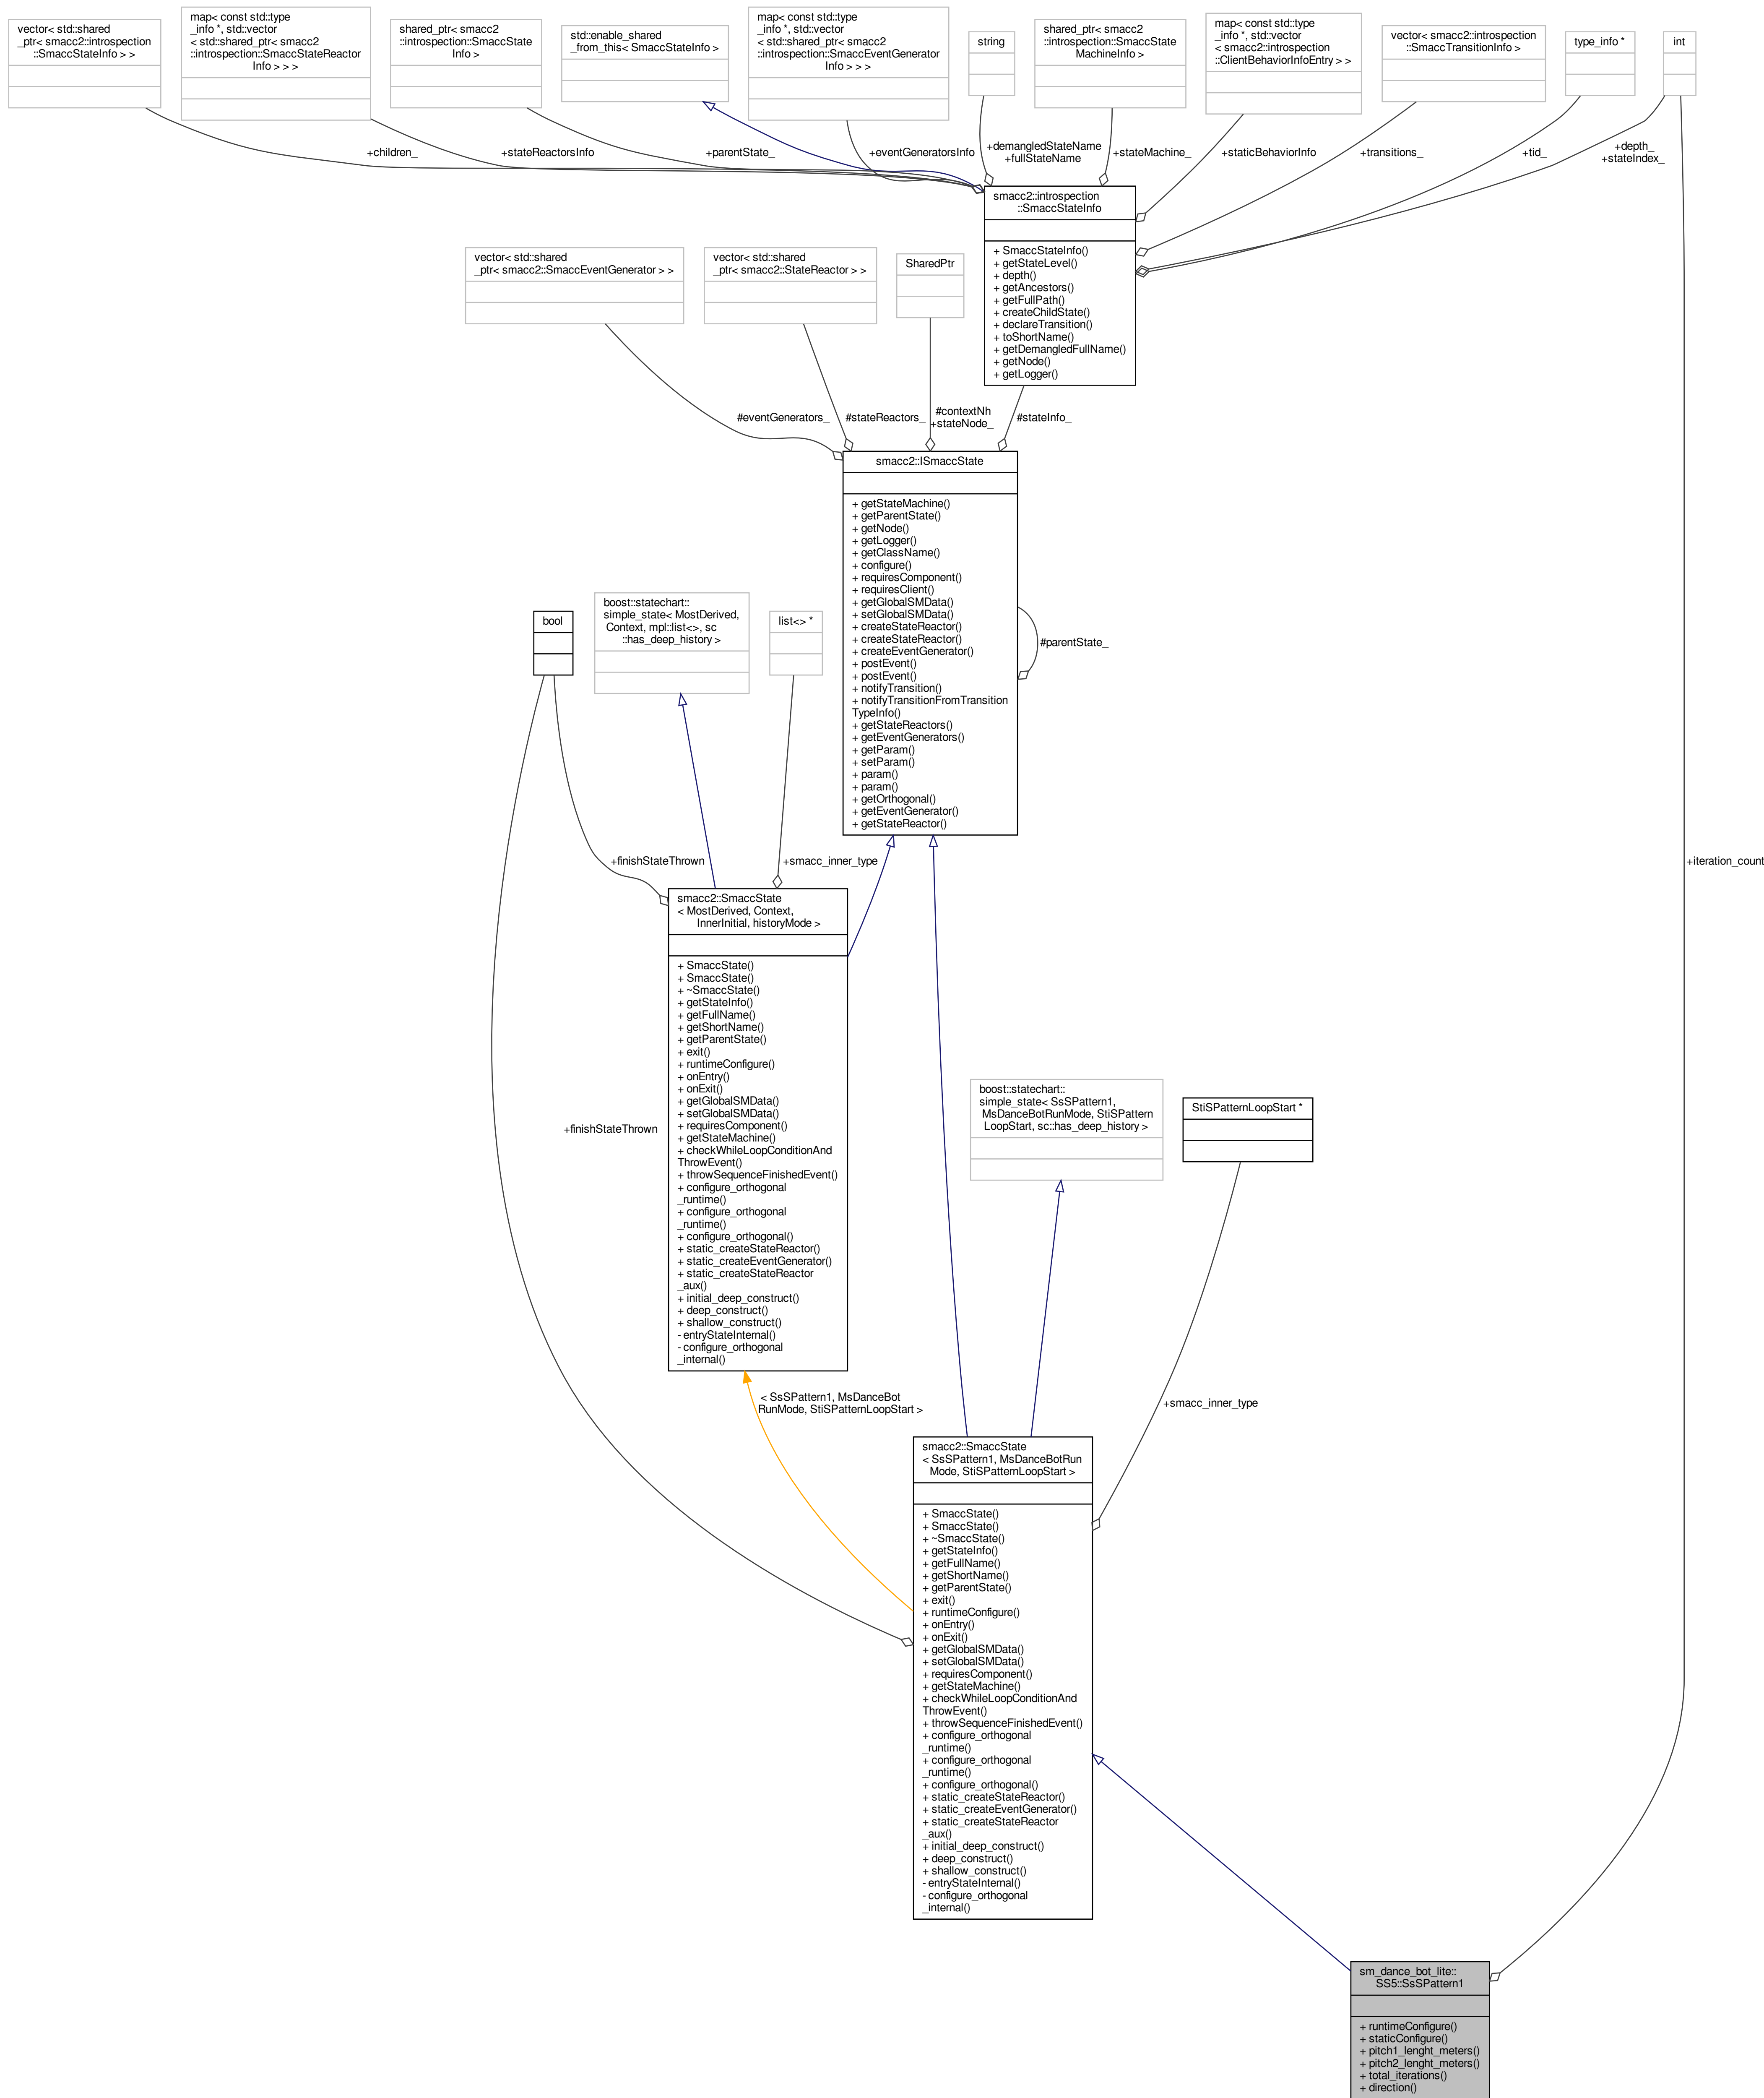 vector< std::shared
_ptr< smacc2::introspection
::SmaccStateInfo > >
map< const std::type
_info *, std::vector
< std::shared_ptr< smacc2
::introspection::SmaccStateReactor
Info > > >
shared_ptr< smacc2
::introspection::SmaccState
Info >
std::enable_shared
_from_this< SmaccStateInfo >
map< const std::type
_info *, std::vector
< std::shared_ptr< smacc2
::introspection::SmaccEventGenerator
Info > > >
string
shared_ptr< smacc2
::introspection::SmaccState
MachineInfo >
map< const std::type
_info *, std::vector
< smacc2::introspection
::ClientBehaviorInfoEntry > >
vector< smacc2::introspection
::SmaccTransitionInfo >
type_info *
int
+children_
+stateReactorsInfo
+parentState_
+eventGeneratorsInfo
+demangledStateName
+fullStateName
+stateMachine_
+staticBehaviorInfo
+transitions_
+tid_
+depth_
+stateIndex_
smacc2::introspection
::SmaccStateInfo
+ SmaccStateInfo()
+ getStateLevel()
+ depth()
+ getAncestors()
+ getFullPath()
+ createChildState()
+ declareTransition()
+ toShortName()
+ getDemangledFullName()
+ getNode()
+ getLogger()
vector< std::shared
_ptr< smacc2::SmaccEventGenerator > >
vector< std::shared
_ptr< smacc2::StateReactor > >
SharedPtr
#eventGenerators_
#stateReactors_
#contextNh
+stateNode_
#stateInfo_
smacc2::ISmaccState
+ getStateMachine()
+ getParentState()
+ getNode()
+ getLogger()
+ getClassName()
+ configure()
+ requiresComponent()
+ requiresClient()
+ getGlobalSMData()
+ setGlobalSMData()
+ createStateReactor()
+ createStateReactor()
+ createEventGenerator()
+ postEvent()
+ postEvent()
+ notifyTransition()
+ notifyTransitionFromTransition
TypeInfo()
+ getStateReactors()
+ getEventGenerators()
+ getParam()
+ setParam()
+ param()
+ param()
+ getOrthogonal()
+ getEventGenerator()
+ getStateReactor()
#parentState_
bool
boost::statechart::
simple_state< MostDerived,
Context, mpl::list<>, sc
::has_deep_history >
list<> *
+finishStateThrown
+smacc_inner_type
+iteration_count
smacc2::SmaccState
< MostDerived, Context,
InnerInitial, historyMode >
+ SmaccState()
+ SmaccState()
+ ~SmaccState()
+ getStateInfo()
+ getFullName()
+ getShortName()
+ getParentState()
+ exit()
+ runtimeConfigure()
+ onEntry()
+ onExit()
+ getGlobalSMData()
+ setGlobalSMData()
+ requiresComponent()
+ getStateMachine()
+ checkWhileLoopConditionAnd
ThrowEvent()
+ throwSequenceFinishedEvent()
+ configure_orthogonal
_runtime()
+ configure_orthogonal
_runtime()
+ configure_orthogonal()
+ static_createStateReactor()
+ static_createEventGenerator()
+ static_createStateReactor
_aux()
+ initial_deep_construct()
+ deep_construct()
+ shallow_construct()
- entryStateInternal()
- configure_orthogonal
_internal()
+finishStateThrown
boost::statechart::
simple_state< SsSPattern1,
MsDanceBotRunMode, StiSPattern
LoopStart, sc::has_deep_history >
StiSPatternLoopStart *
< SsSPattern1, MsDanceBot
RunMode, StiSPatternLoopStart >
+smacc_inner_type
smacc2::SmaccState
< SsSPattern1, MsDanceBotRun
Mode, StiSPatternLoopStart >
+ SmaccState()
+ SmaccState()
+ ~SmaccState()
+ getStateInfo()
+ getFullName()
+ getShortName()
+ getParentState()
+ exit()
+ runtimeConfigure()
+ onEntry()
+ onExit()
+ getGlobalSMData()
+ setGlobalSMData()
+ requiresComponent()
+ getStateMachine()
+ checkWhileLoopConditionAnd
ThrowEvent()
+ throwSequenceFinishedEvent()
+ configure_orthogonal
_runtime()
+ configure_orthogonal
_runtime()
+ configure_orthogonal()
+ static_createStateReactor()
+ static_createEventGenerator()
+ static_createStateReactor
_aux()
+ initial_deep_construct()
+ deep_construct()
+ shallow_construct()
- entryStateInternal()
- configure_orthogonal
_internal()
sm_dance_bot_lite::
SS5::SsSPattern1
+ runtimeConfigure()
+ staticConfigure()
+ pitch1_lenght_meters()
+ pitch2_lenght_meters()
+ total_iterations()
+ direction()